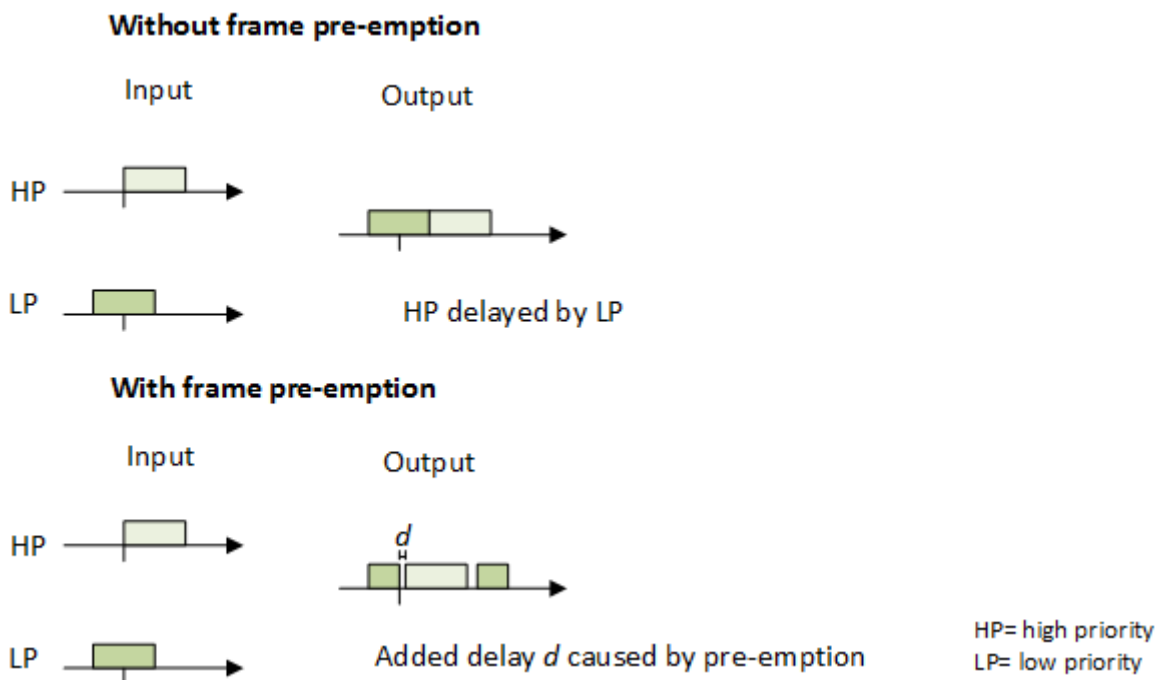 Without frame pre-emption
Input
Output
HP
LP
HP delayed by LP
With frame pre-emption
Input
Output
HP
d
LP
Added delay d caused by pre-emption
HP= high priority
LP= low priority